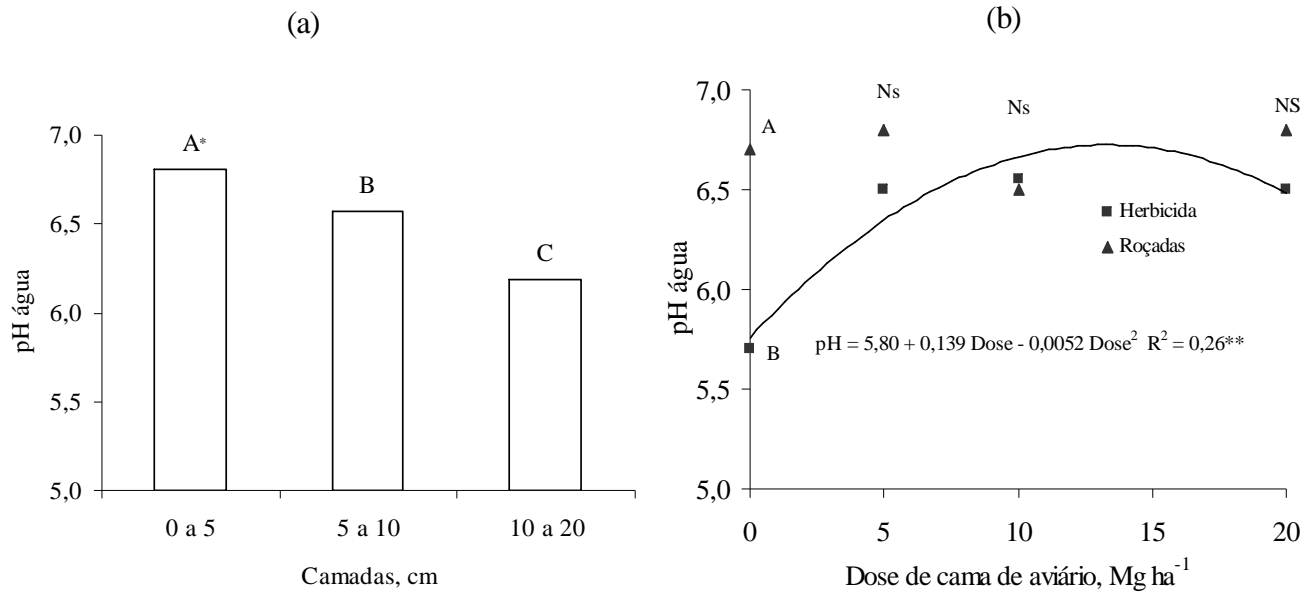 (a)
7,0
6,5
6,0
5,5
5,0
pH água
A*
B
C
0 a 5
5 a 10
10 a 20
Camadas, cm
(b)
7,0
6,5
6,0
5,5
5,0
pH água
A
Ns
Ns
NS
B
■ Herbicida
▲ Roçadas
pH = 5,80 + 0,139 Dose - 0,0052 Dose² R² = 0,26**
0
5
10
15
20
Dose de cama de aviário, Mg ha⁻¹